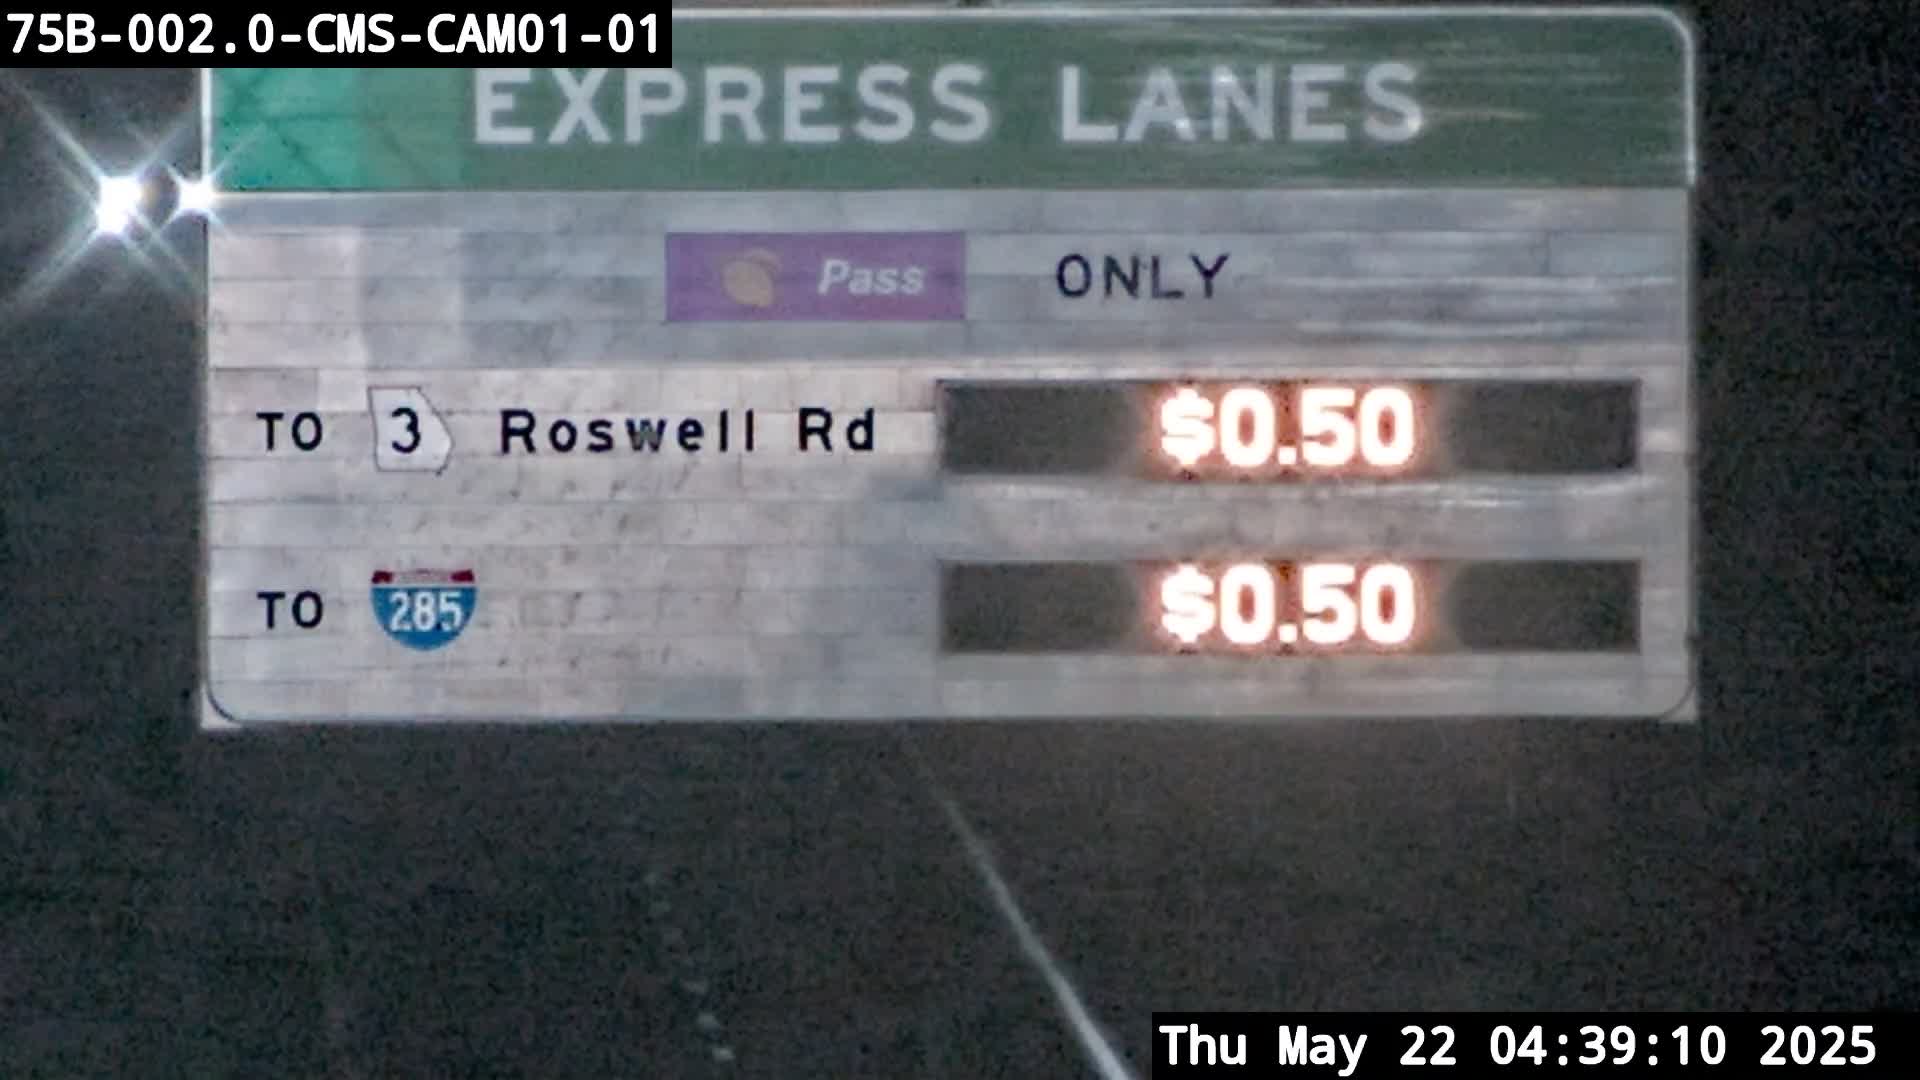 75B-002.0-CMS-CAM01-01
EXPRESS LANES
Pass ONLY
TO 3 Roswell Rd $0.50
TO 285 $0.50
Thu May 22 04:39:10 2025